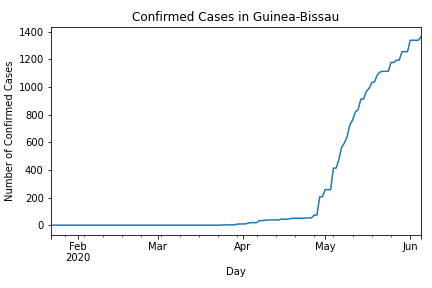 Confirmed Cases in Guinea-Bissau
1400
1200
1000
800
600
400
200
0
Number of Confirmed Cases
Feb Mar Apr May Jun
2020
Day